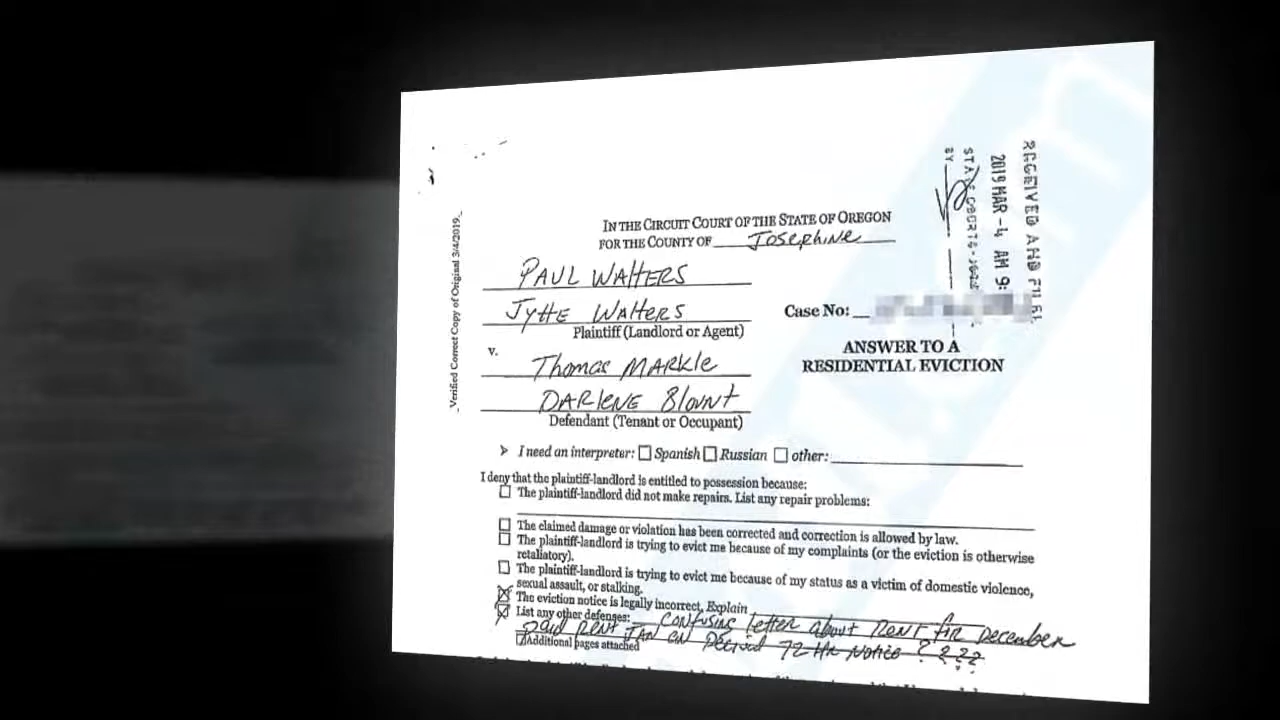 IN THE CIRCUIT COURT OF THE STATE OF OREGON
FOR THE COUNTY OF Josephine
PAUL WALTERS
JYTTE WALTERS
Plaintiff (Landlord or Agent)
v.
Thomas MARKle
DARlENE BlouNT
Defendant (Tenant or Occupant)
Case No:
ANSWER TO A
RESIDENTIAL EVICTION
RECEIVED AND FILED
2019 MAR -4 AM 9:
STATE COURTS
BY
Verified Correct Copy of Original 3/4/2019
➤ I need an interpreter: Spanish Russian other:
I deny that the plaintiff-landlord is entitled to possession because:
The plaintiff-landlord did not make repairs. List any repair problems:
The claimed damage or violation has been corrected and correction is allowed by law.
The plaintiff-landlord is trying to evict me because of my complaints (or the eviction is otherwise
retaliatory).
The plaintiff-landlord is trying to evict me because of my status as a victim of domestic violence,
sexual assault, or stalking.
The eviction notice is legally incorrect, Explain
List any other defenses: CONFUSING letter about RENT for December
Paid RENT JAN 72 HR Notice ? ? ??
Additional pages attached